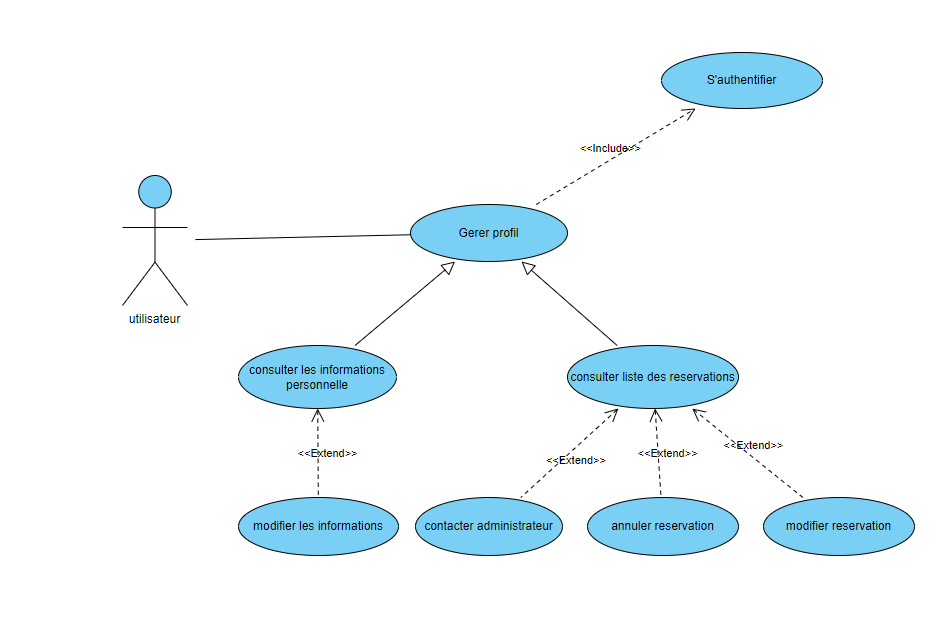 S'authentifier
<<Include>>
Gerer profil
utilisateur
consulter les informations
personnelle
consulter liste des reservations
<<Extend>>
<<Extend>>
<<Extend>>
<<Extend>>
modifier les informations
contacter administrateur
annuler reservation
modifier reservation